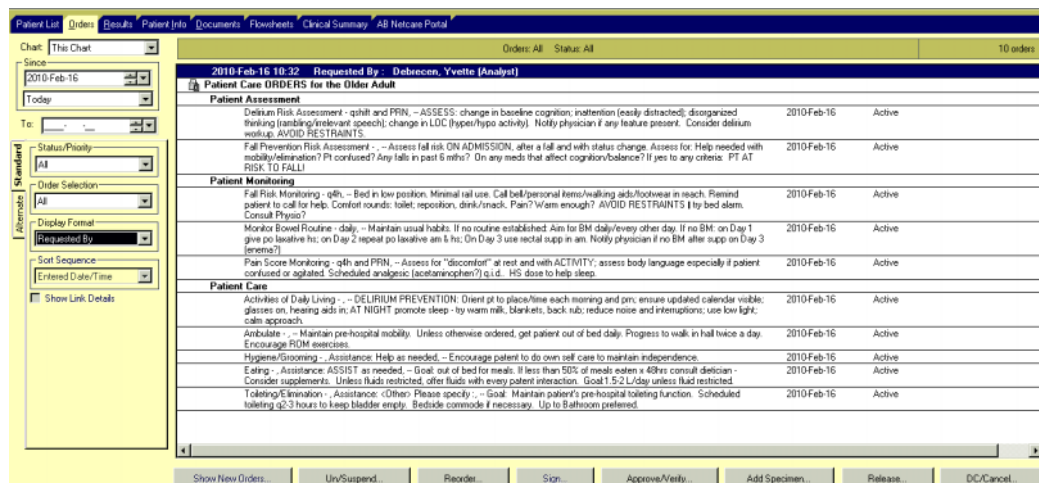 Patient List Orders Results Patient Info Documents Flowsheets Clinical Summary AB Netcare Portal
Chart: This Chart
Orders: All Status: All
10 orders
Since
2010-Feb-16
Today
To: __-__-__
Standard
Alternate
Status/Priority
All
Order Selection
All
Display Format
Requested By
Sort Sequence
Entered Date/Time
Show Link Details
2010-Feb-16 10:32 Requested By : Debrecen, Yvette (Analyst)
Patient Care ORDERS for the Older Adult
Patient Assessment
Delirium Risk Assessment - qshift and PRN, -- ASSESS: change in baseline cognition; inattention (easily distracted); disorganized 2010-Feb-16 Active
thinking (rambling/irrelevant speech); change in LOC (hyper/hypo activity). Notify physician if any feature present. Consider delirium
workup. AVOID RESTRAINTS.
Fall Prevention Risk Assessment - , -- Assess fall risk ON ADMISSION, after a fall and with status change. Assess for: Help needed with 2010-Feb-16 Active
mobility/elimination? Pt confused? Any falls in past 6 mths? On any meds that affect cognition/balance? If yes to any criteria: PT AT
RISK TO FALL!
Patient Monitoring
Fall Risk Monitoring - q4h, -- Bed in low position. Minimal rail use. Call bell/personal items/walking aids/footwear in reach. Remind 2010-Feb-16 Active
patient to call for help. Comfort rounds: toilet; reposition, drink/snack. Pain? Warm enough? AVOID RESTRAINTS | try bed alarm.
Consult Physio?
Monitor Bowel Routine - daily, -- Maintain usual habits. If no routine established: Aim for BM daily/every other day. If no BM: on Day 1 2010-Feb-16 Active
give po laxative hs; on Day 2 repeat po laxative am & hs; On Day 3 use rectal supp in am. Notify physician if no BM after supp on Day 3
(enema?)
Pain Score Monitoring - q4h and PRN, -- Assess for "discomfort" at rest and with ACTIVITY; assess body language especially if patient 2010-Feb-16 Active
confused or agitated. Scheduled analgesic (acetaminophen?) q.i.d.. HS dose to help sleep.
Patient Care
Activities of Daily Living - , -- DELIRIUM PREVENTION: Orient pt to place/time each morning and prn; ensure updated calendar visible; 2010-Feb-16 Active
glasses on, hearing aids in; AT NIGHT promote sleep - try warm milk, blankets, back rub; reduce noise and interruptions; use low light;
calm approach.
Ambulate - , -- Maintain pre-hospital mobility. Unless otherwise ordered, get patient out of bed daily. Progress to walk in hall twice a day. 2010-Feb-16 Active
Encourage ROM exercises.
Hygiene/Grooming - , Assistance: Help as needed, -- Encourage patent to do own self care to maintain independence. 2010-Feb-16 Active
Eating - , Assistance: ASSIST as needed, -- Goal: out of bed for meals. If less than 50% of meals eaten x 48hrs consult dietician - 2010-Feb-16 Active
Consider supplements. Unless fluids restricted, offer fluids with every patent interaction. Goal 1.5-2 L/day unless fluid restricted.
Toileting/Elimination - , Assistance: <Other> Please specify :, -- Goal: Maintain patient's pre-hospital toileting function. Scheduled 2010-Feb-16 Active
toileting q2-3 hours to keep bladder empty. Bedside commode if necessary. Up to Bathroom preferred.
Show New Orders... Un/Suspend... Reorder... Sign... Approve/Verify... Add Specimen... Release... DC/Cancel...